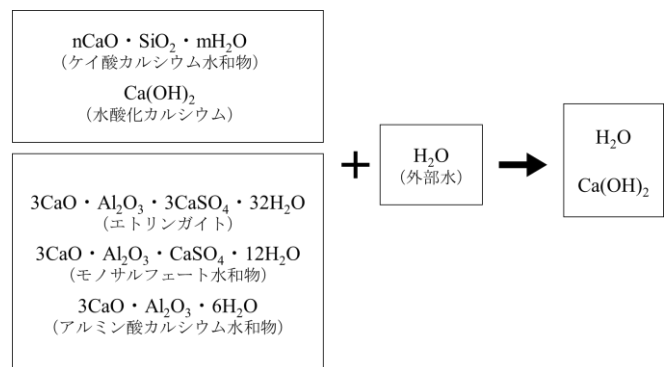 nCaO・SiO₂・mH₂O
(ケイ酸カルシウム水和物)
Ca(OH)₂
(水酸化カルシウム)
3CaO・Al₂O₃・3CaSO₄・32H₂O
(エトリンガイト)
3CaO・Al₂O₃・CaSO₄・12H₂O
(モノサルフェート水和物)
3CaO・Al₂O₃・6H₂O
(アルミン酸カルシウム水和物)
+
H₂O
(外部水)
➡
H₂O
Ca(OH)₂